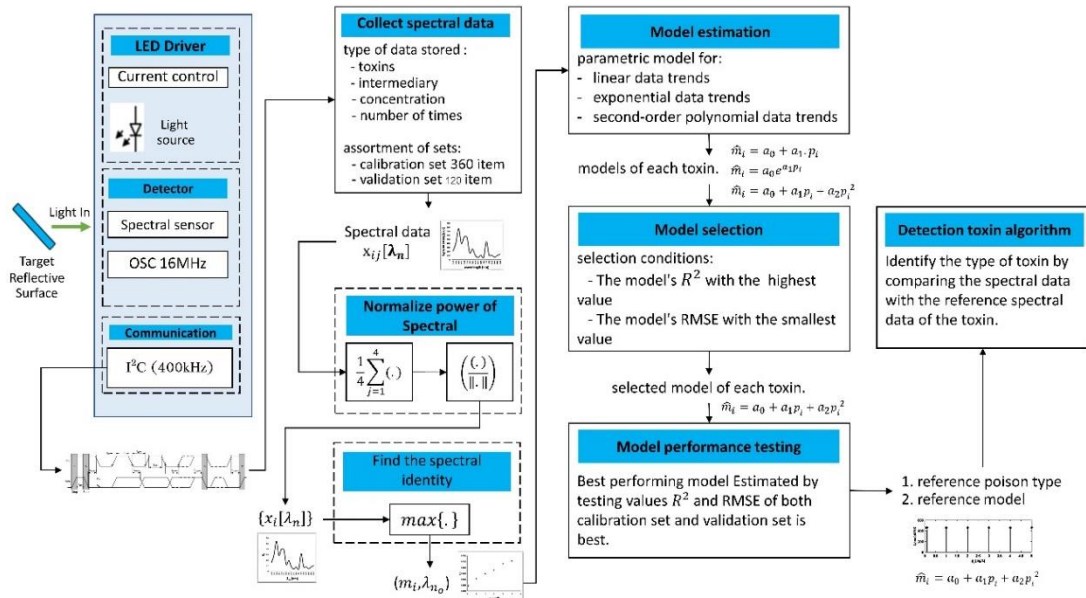 LED Driver
Current control
Light
source
Detector
Spectral sensor
OSC 16MHz
Communication
I²C (400kHz)
Light In
Target
Reflective
Surface
Collect spectral data
type of data stored :
- toxins
- intermediary
- concentration
- number of times
assortment of sets:
- calibration set 360 item
- validation set 120 item
Spectral data
x_{ij}[λ_n]
Normalize power of
Spectral
\frac{1}{4}\sum_{j=1}^{4}(.)
\left(\frac{(.)}{‖.‖}\right)
Find the spectral
identity
{x_i[λ_n]}
max{.}
(m_i,λ_{n_o})
Model estimation
parametric model for:
- linear data trends
- exponential data trends
- second-order polynomial data trends
models of each toxin.
m̂_i = a_0 + a_1.p_i
m̂_i = a_0e^{a_1p_i}
m̂_i = a_0 + a_1p_i − a_2p_i²
Model selection
selection conditions:
- The model's R² with the highest
value
- The model's RMSE with the smallest
value
selected model of each toxin.
m̂_i = a_0 + a_1p_i + a_2p_i²
Model performance testing
Best performing model Estimated by
testing values R² and RMSE of both
calibration set and validation set is
best.
Detection toxin algorithm
Identify the type of toxin by
comparing the spectral data
with the reference spectral
data of the toxin.
1. reference poison type
2. reference model
m̂_i = a_0 + a_1p_i + a_2p_i²